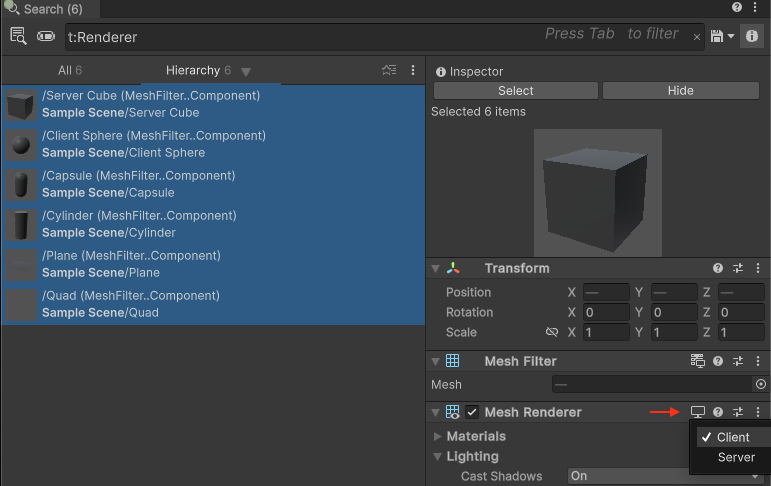 Search (6)
t:Renderer
Press Tab to filter
All 6
Hierarchy 6
/Server Cube (MeshFilter..Component)
Sample Scene/Server Cube
/Client Sphere (MeshFilter..Component)
Sample Scene/Client Sphere
/Capsule (MeshFilter..Component)
Sample Scene/Capsule
/Cylinder (MeshFilter..Component)
Sample Scene/Cylinder
/Plane (MeshFilter..Component)
Sample Scene/Plane
/Quad (MeshFilter..Component)
Sample Scene/Quad
Inspector
Select Hide
Selected 6 items
Transform
Position X — Y — Z —
Rotation X 0 Y 0 Z 0
Scale X 1 Y 1 Z 1
Mesh Filter
Mesh —
Mesh Renderer
Client
Server
Materials
Lighting
Cast Shadows On